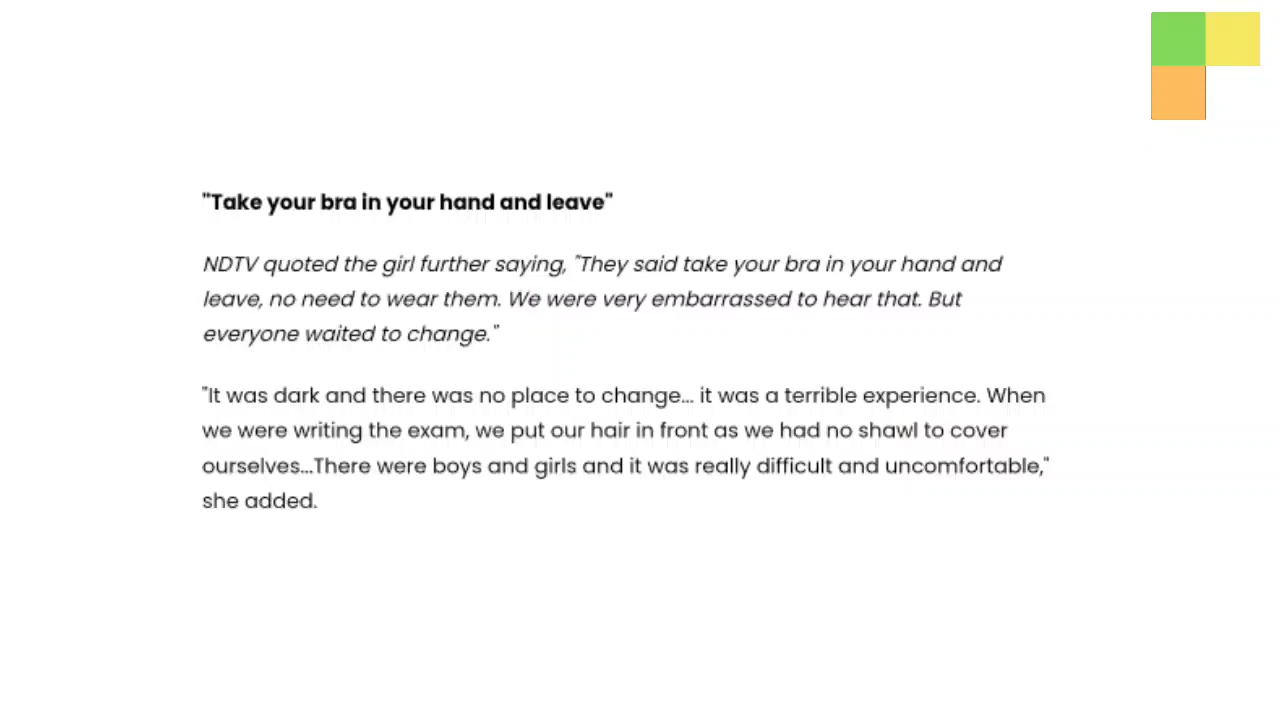 "Take your bra in your hand and leave"
NDTV quoted the girl further saying, "They said take your bra in your hand and
leave, no need to wear them. We were very embarrassed to hear that. But
everyone waited to change."
"It was dark and there was no place to change... it was a terrible experience. When
we were writing the exam, we put our hair in front as we had no shawl to cover
ourselves...There were boys and girls and it was really difficult and uncomfortable,"
she added.